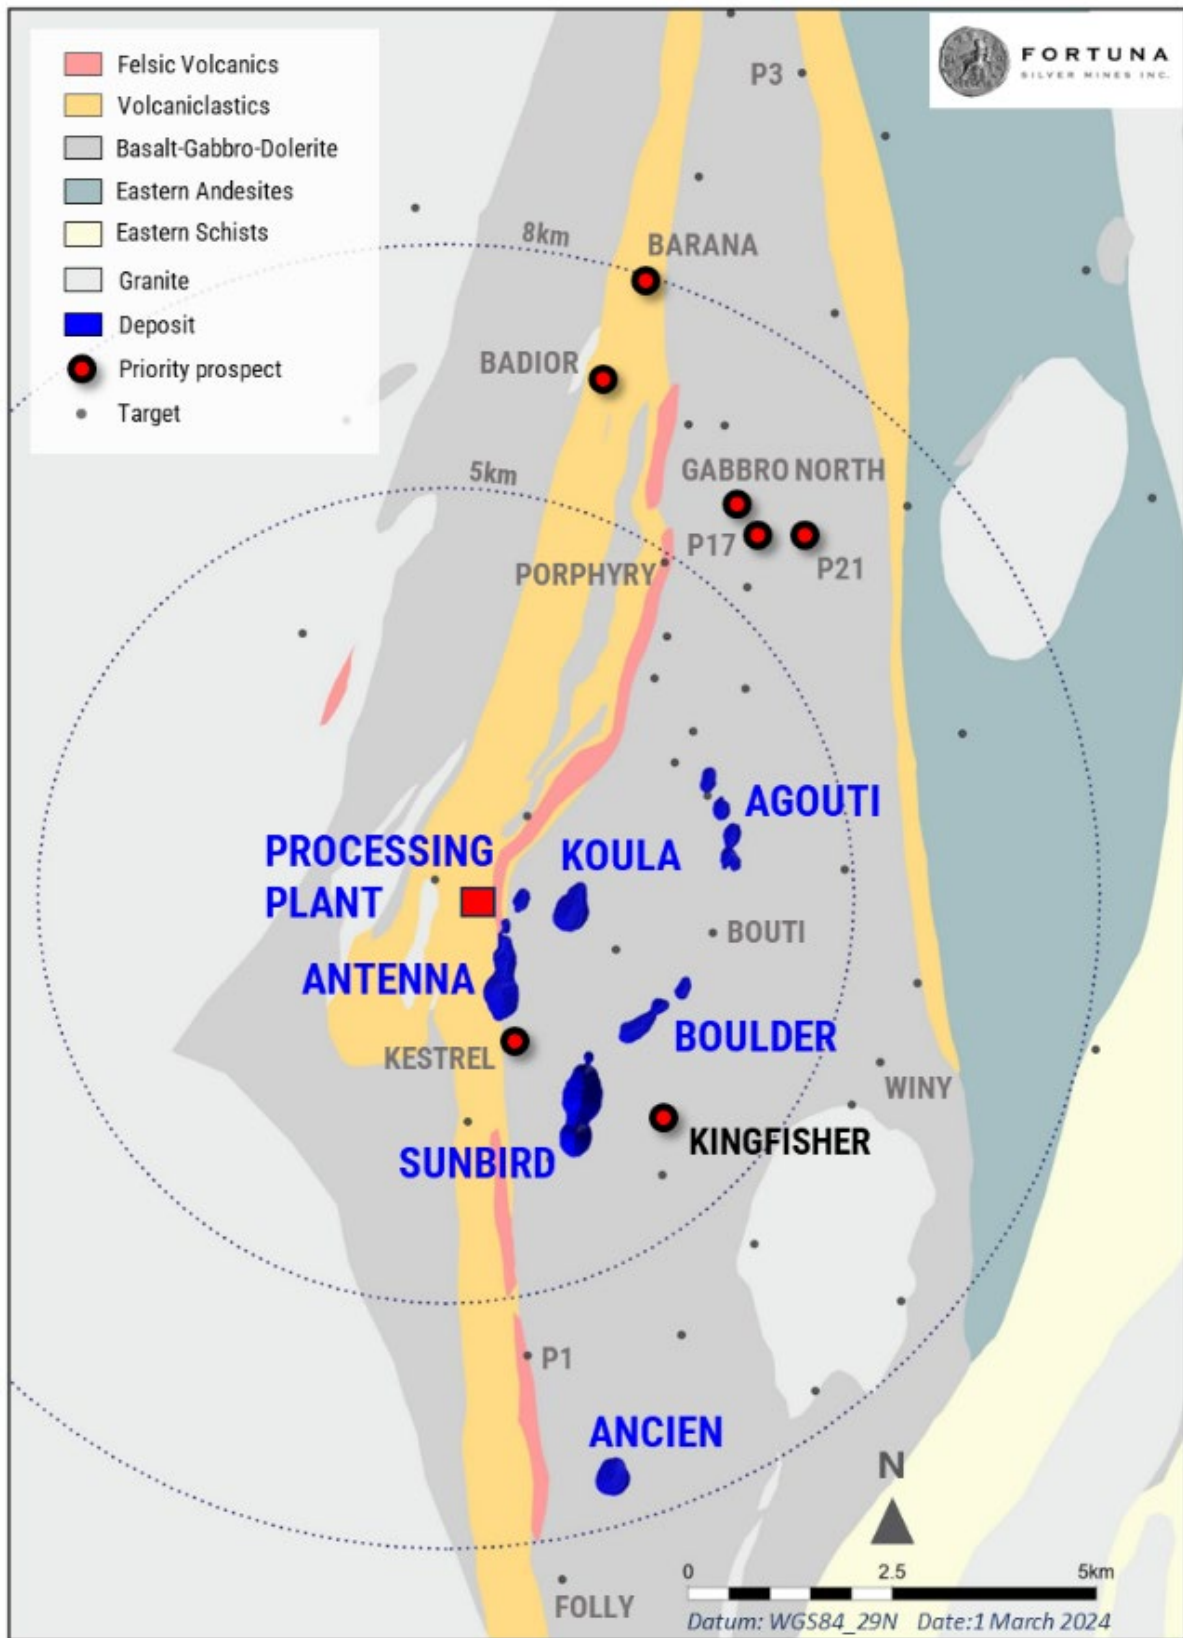 Felsic Volcanics
Volcaniclastics
Basalt-Gabbro-Dolerite
Eastern Andesites
Eastern Schists
Granite
Deposit
Priority prospect
Target
FORTUNA
SILVER MINES INC.
P3
8km
BARANA
BADIOR
5km
GABBRO NORTH
P17
P21
PORPHYRY
AGOUTI
PROCESSING
PLANT
KOULA
BOUTI
ANTENNA
BOULDER
KESTREL
WINY
KINGFISHER
SUNBIRD
P1
ANCIEN
N
0 2.5 5km
FOLLY
Datum: WGS84_29N Date:1 March 2024